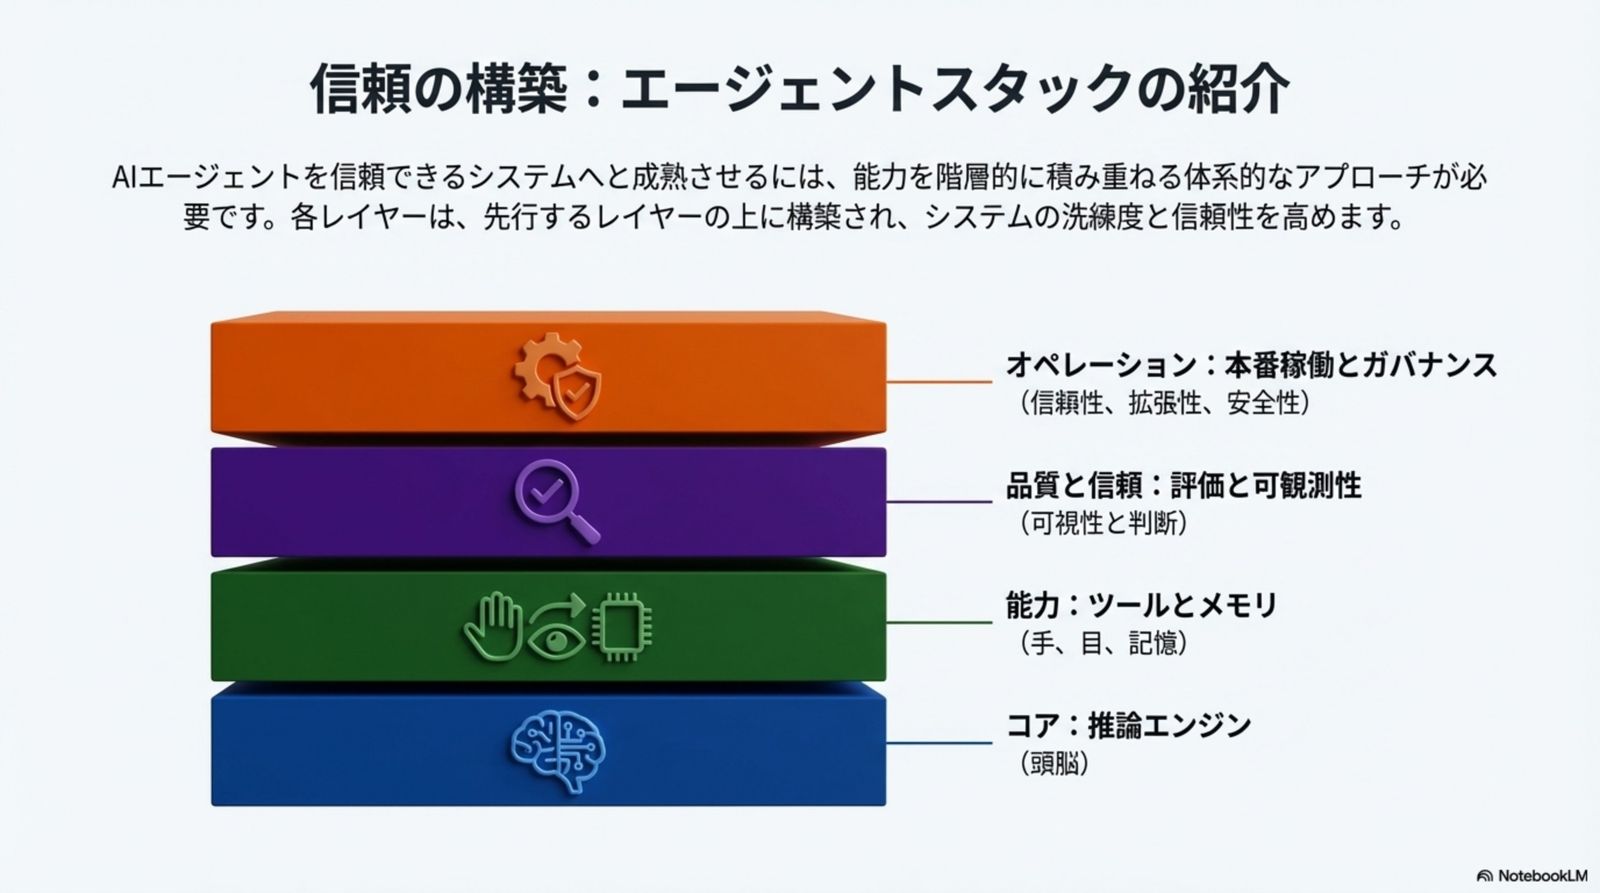 信頼の構築：エージェントスタックの紹介
AIエージェントを信頼できるシステムへと成熟させるには、能力を階層的に積み重ねる体系的なアプローチが必
要です。各レイヤーは、先行するレイヤーの上に構築され、システムの洗練度と信頼性を高めます。
オペレーション：本番稼働とガバナンス
（信頼性、拡張性、安全性）
品質と信頼：評価と可観測性
（可視性と判断）
能力：ツールとメモリ
（手、目、記憶）
コア：推論エンジン
（頭脳）
NotebookLM